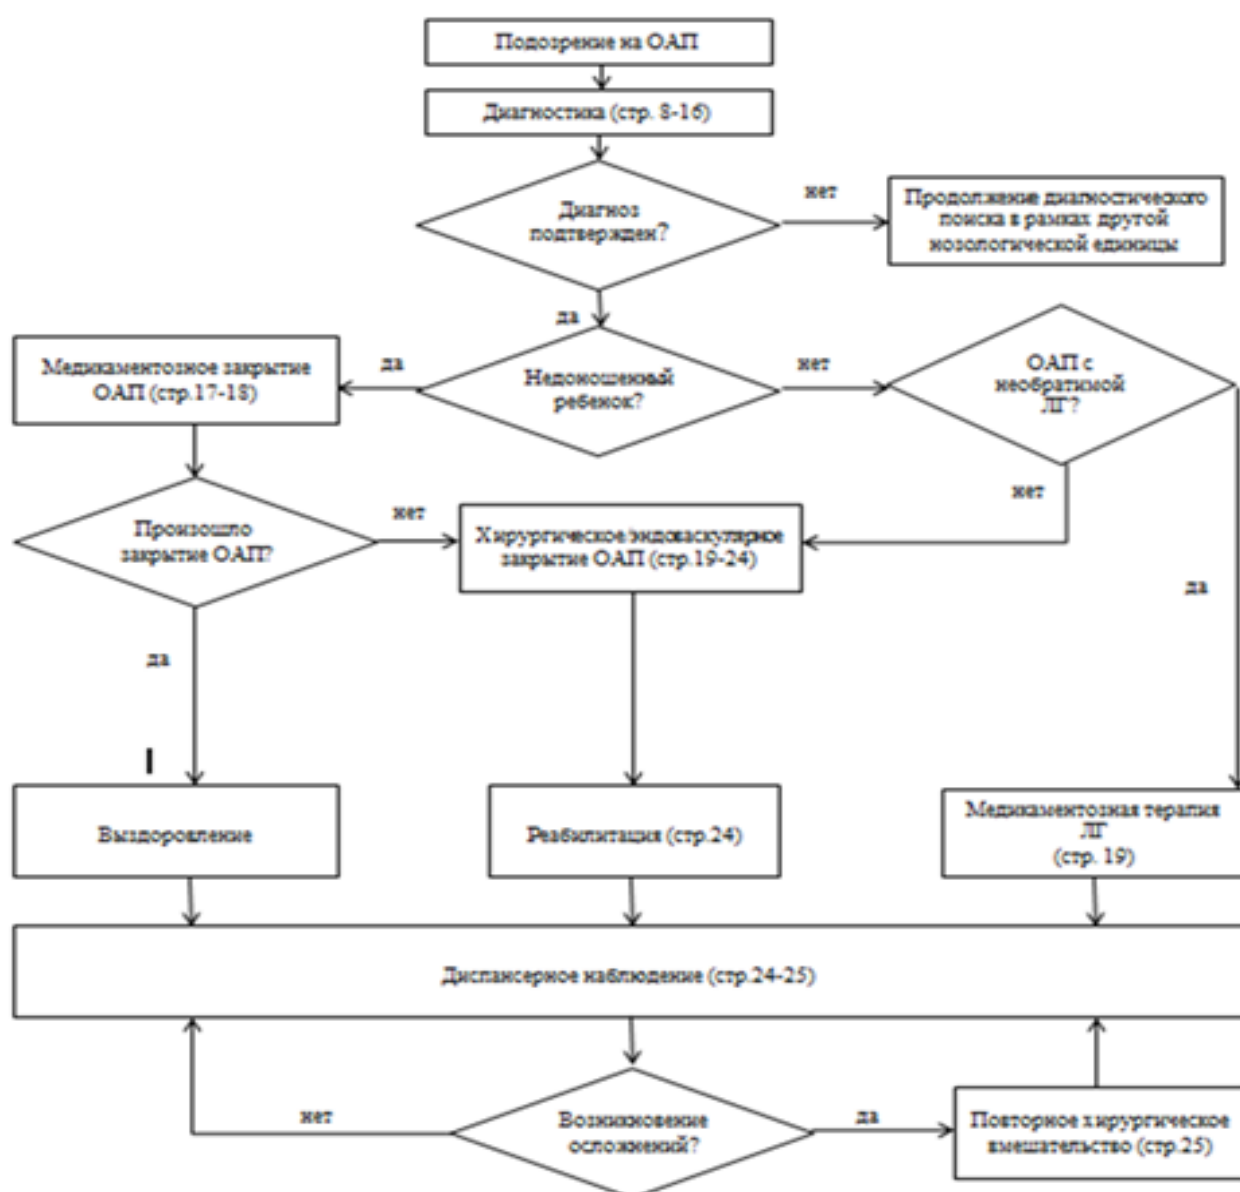 Подозрение на ОАП
Диагностика (стр. 8-16)
Диагноз
подтвержден?
нет
Продолжение диагностического
поиска в рамках другой
нозологической единицы
да
Недоношенный
ребенок?
да
Медикаментозное закрытие
ОАП (стр.17-18)
нет
ОАП с
необратимой
ЛГ?
нет
да
Произошло
закрытие ОАП?
нет
Хирургическое/эндоваскулярное
закрытие ОАП (стр.19-24)
да
Выздоровление
Реабилитация (стр.24)
Медикаментозная терапия
ЛГ
(стр. 19)
Диспансерное наблюдение (стр.24-25)
нет
Возникновение
осложнений?
да
Повторное хирургическое
вмешательство (стр.25)